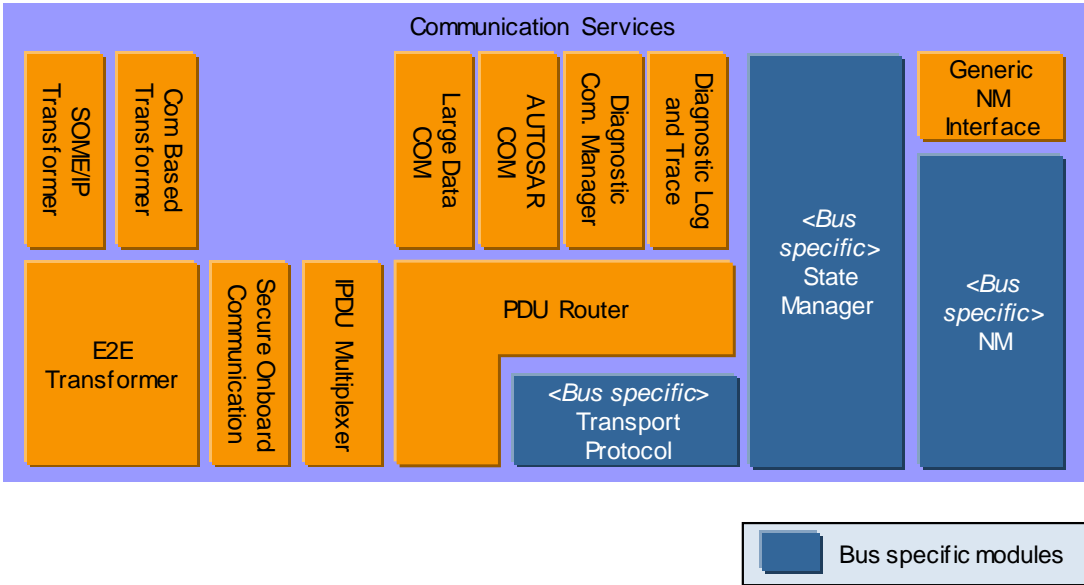 Communication Services
SOME/IP
Transformer
Com Based
Transformer
Large Data
COM
AUTOSAR
COM
Diagnostic
Com. Manager
Diagnostic Log
and Trace
<Bus
specific>
State
Manager
Generic
NM
Interface
<Bus
specific>
NM
E2E
Transformer
Secure Onboard
Communication
IPDU Multiplexer
PDU Router
<Bus specific>
Transport
Protocol
Bus specific modules